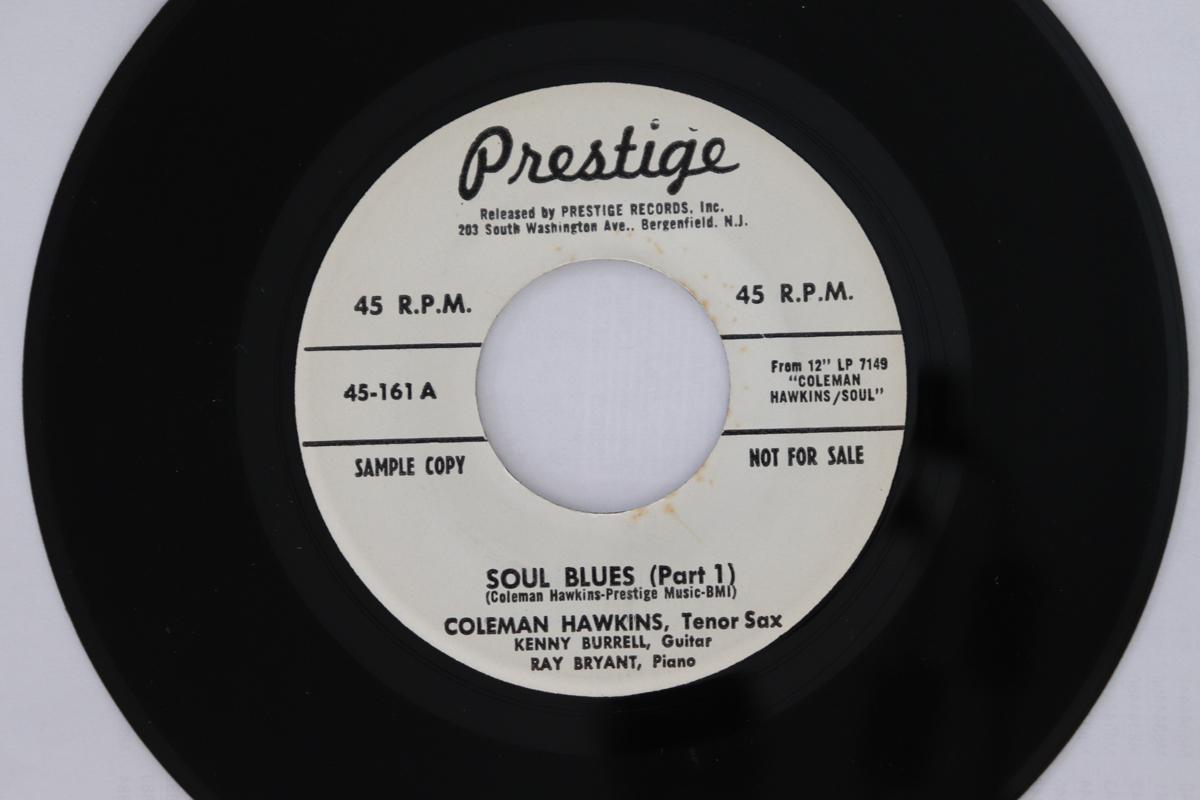 Prestige
Released by PRESTIGE RECORDS, Inc.
203 South Washington Ave., Bergenfield, N.J.
45 R.P.M.
45 R.P.M.
45-161 A
From 12" LP 7149
"COLEMAN
HAWKINS/SOUL"
SAMPLE COPY
NOT FOR SALE
SOUL BLUES (Part 1)
(Coleman Hawkins-Prestige Music-BMI)
COLEMAN HAWKINS, Tenor Sax
KENNY BURRELL, Guitar
RAY BRYANT, Piano